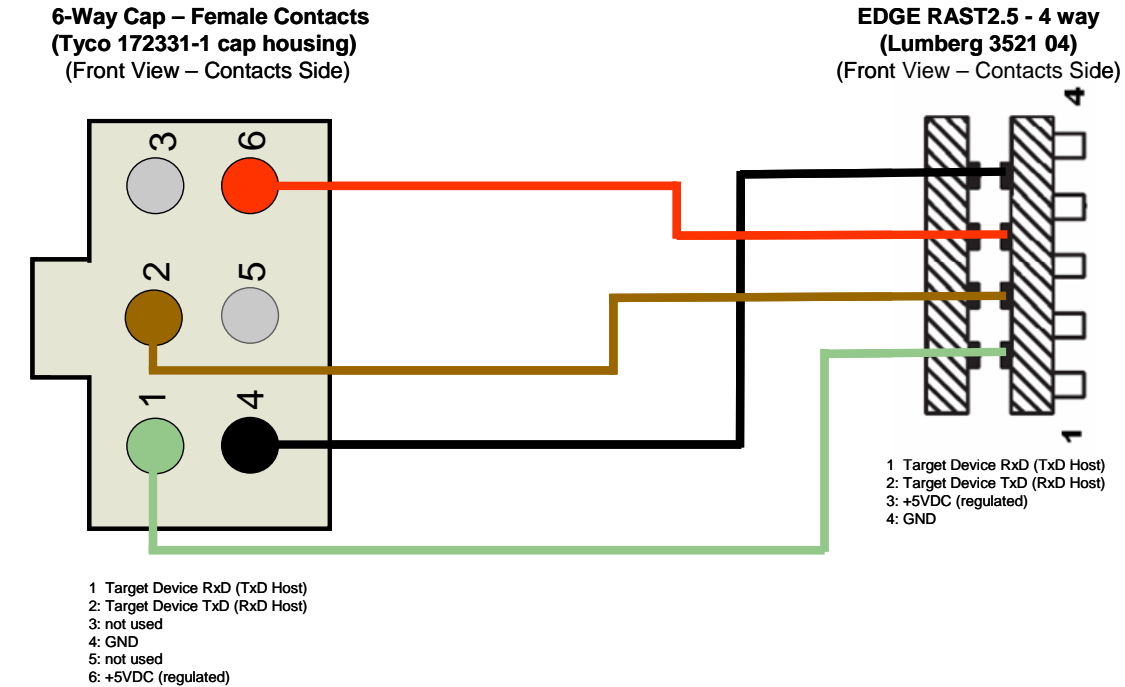 6-Way Cap – Female Contacts
(Tyco 172331-1 cap housing)
(Front View – Contacts Side)
EDGE RAST2.5 - 4 way
(Lumberg 3521 04)
(Front View – Contacts Side)
4
3
6
2
5
1
4
1
1 Target Device RxD (TxD Host)
2: Target Device TxD (RxD Host)
3: +5VDC (regulated)
4: GND
1 Target Device RxD (TxD Host)
2: Target Device TxD (RxD Host)
3: not used
4: GND
5: not used
6: +5VDC (regulated)